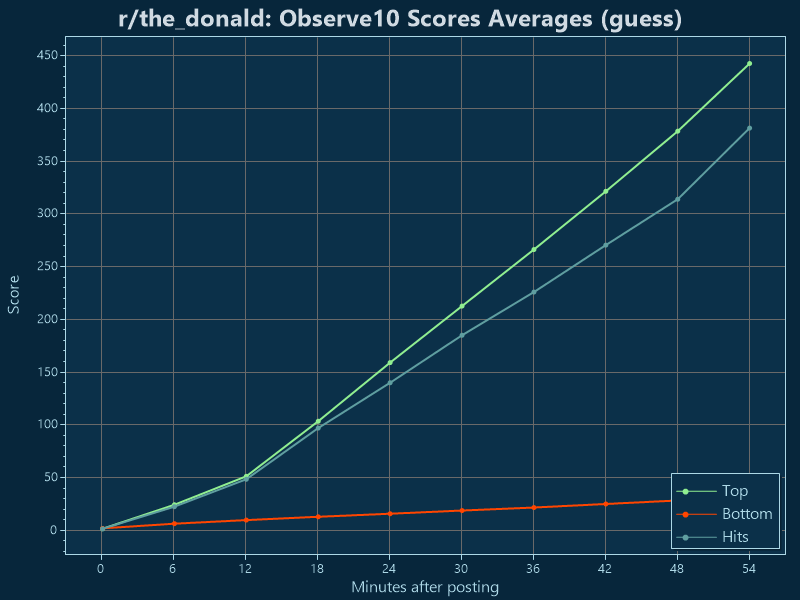 r/the_donald: Observe10 Scores Averages (guess)
450
400
350
300
250
200
150
100
50
0
Score
0 6 12 18 24 30 36 42 48 54
Minutes after posting
Top
Bottom
Hits